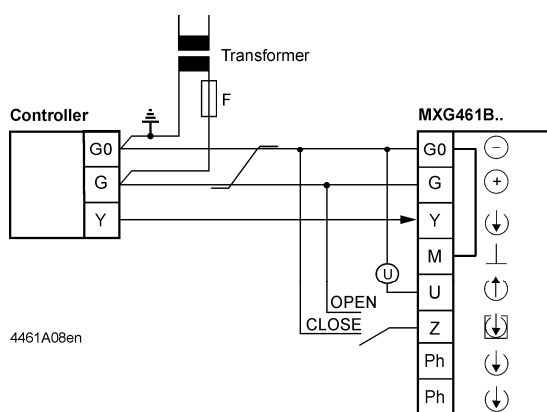 Transformer
F
Controller
MXG461B..
G0
G
Y
G0
G
Y
M
U
U
Z
Ph
Ph
OPEN
CLOSE
4461A08en